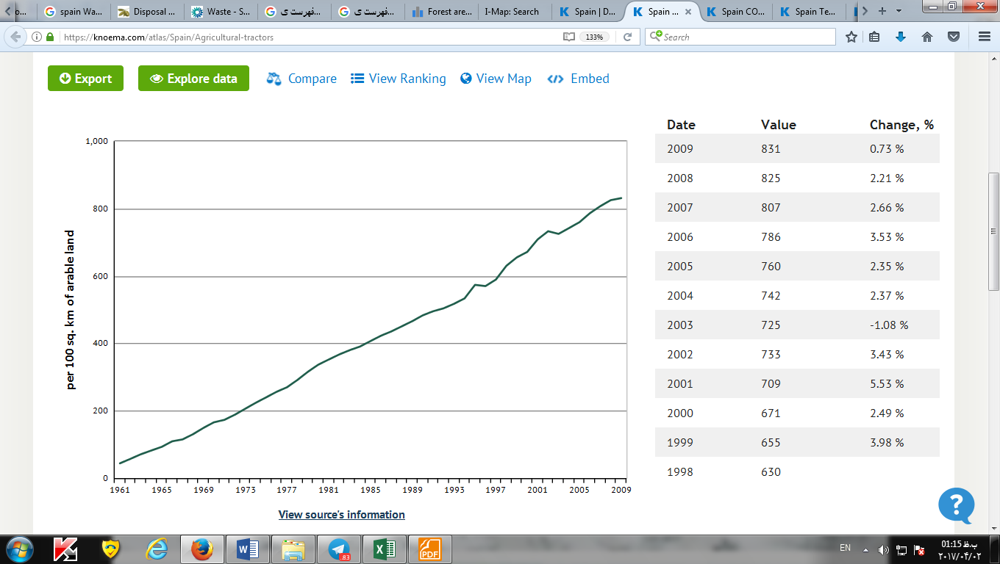 o...
spain Wa...
Disposal ...
Waste - S...
فهرست ی...
فهرست ی...
Forest are...
I-Map: Search
Spain | D...
Spain ...
Spain CO...
Spain Te...
https://knoema.com/atlas/Spain/Agricultural-tractors
133%
Search
Export
Explore data
Compare
View Ranking
View Map
Embed
1,000
800
600
400
200
0
per 100 sq. km of arable land
1961 1965 1969 1973 1977 1981 1985 1989 1993 1997 2001 2005 2009
View source's information
Date Value Change, %
2009 831 0.73 %
2008 825 2.21 %
2007 807 2.66 %
2006 786 3.53 %
2005 760 2.35 %
2004 742 2.37 %
2003 725 -1.08 %
2002 733 3.43 %
2001 709 5.53 %
2000 671 2.49 %
1999 655 3.98 %
1998 630
?
.83
PDF
EN
01:15 ب.ظ
۲۰۱۷/۰۴/۰۲